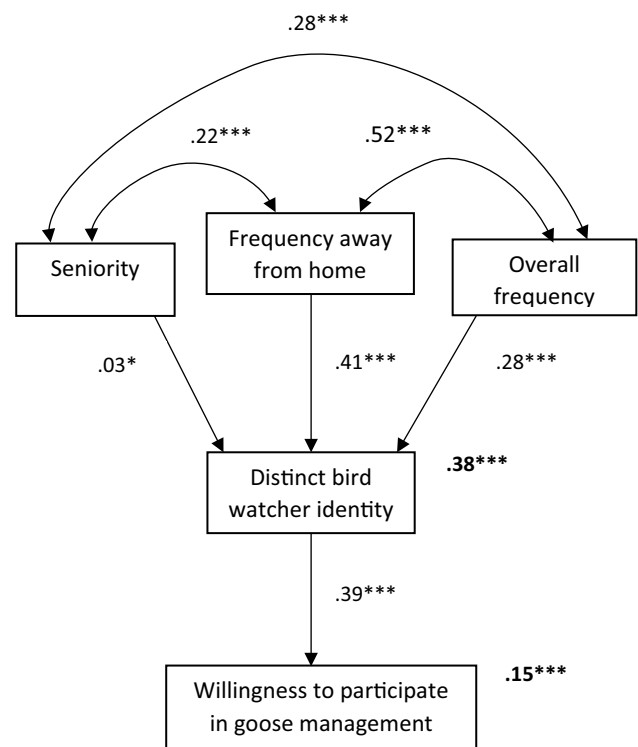 .28***
.22***
.52***
Seniority
Frequency away
from home
Overall
frequency
.03*
.41***
.28***
Distinct bird
watcher identity
.38***
.39***
Willingness to participate
in goose management
.15***